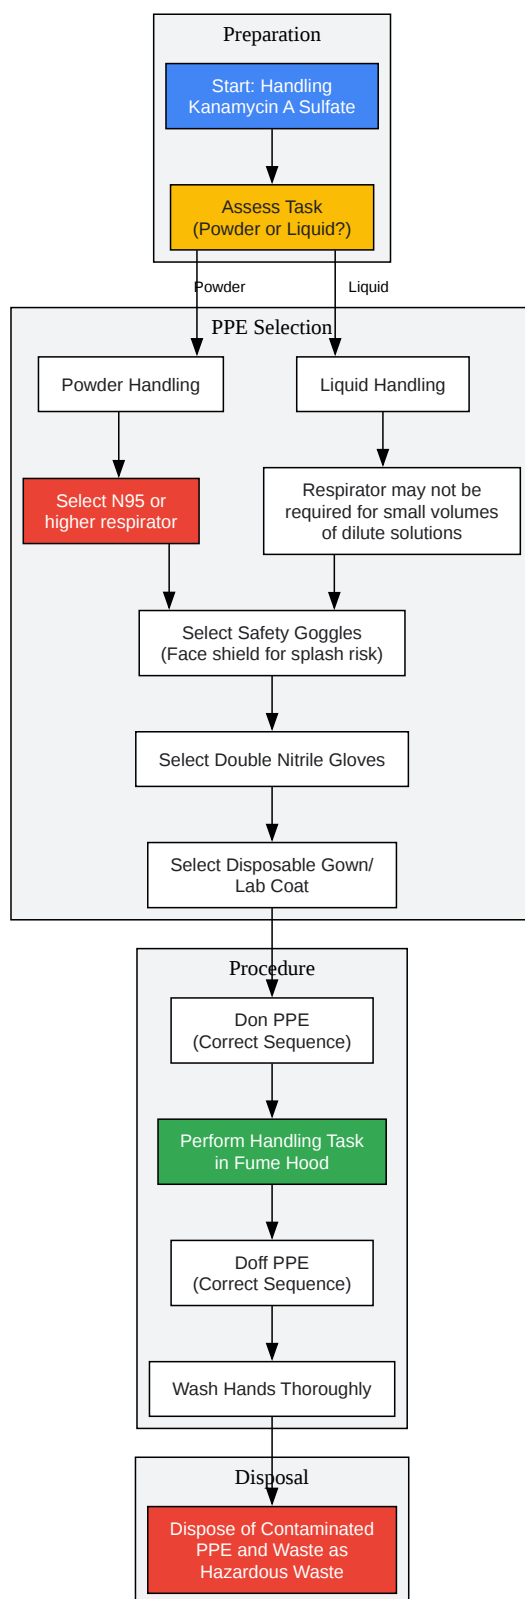 Preparation
Start: Handling
Kanamycin A Sulfate
Assess Task
(Powder or Liquid?)
Powder
Liquid
PPE Selection
Powder Handling
Liquid Handling
Select N95 or
higher respirator
Respirator may not be
required for small volumes
of dilute solutions
Select Safety Goggles
(Face shield for splash risk)
Select Double Nitrile Gloves
Select Disposable Gown/
Lab Coat
Procedure
Don PPE
(Correct Sequence)
Perform Handling Task
in Fume Hood
Doff PPE
(Correct Sequence)
Wash Hands Thoroughly
Disposal
Dispose of Contaminated
PPE and Waste as
Hazardous Waste